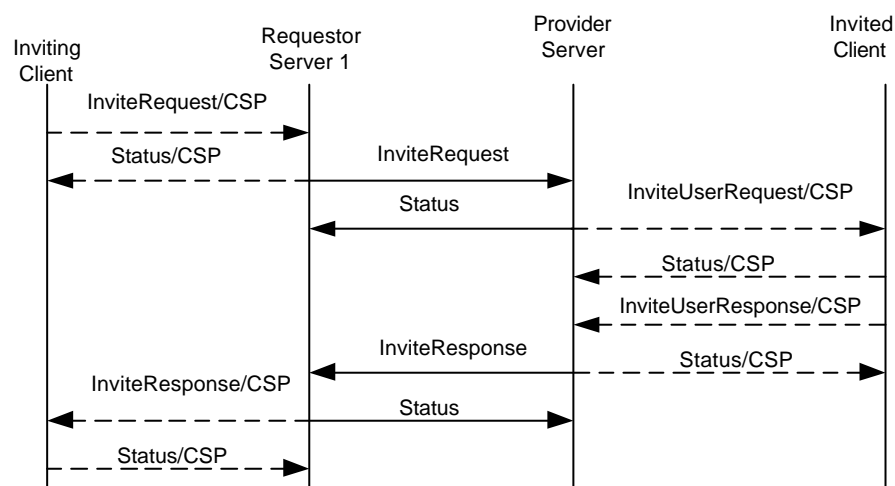 Inviting
Client
Requestor
Server 1
Provider
Server
Invited
Client
InviteRequest/CSP
Status/CSP
InviteRequest
Status
InviteUserRequest/CSP
Status/CSP
InviteUserResponse/CSP
InviteResponse
Status/CSP
InviteResponse/CSP
Status
Status/CSP